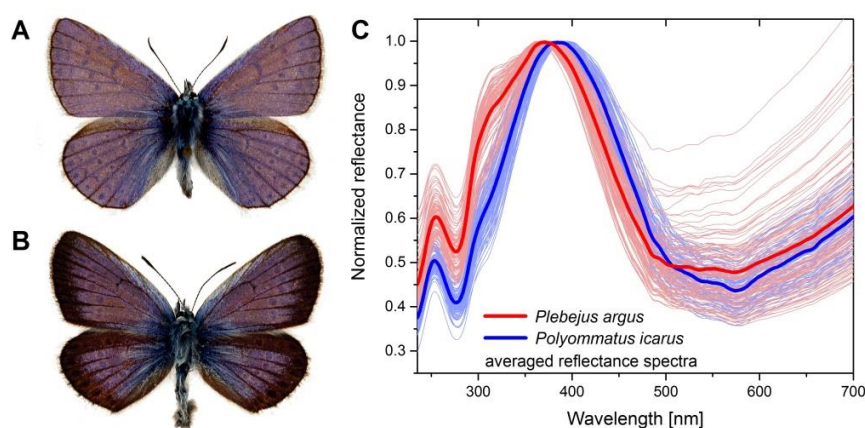 A
B
C
Normalized reflectance
1.0
0.9
0.8
0.7
0.6
0.5
0.4
0.3
Plebejus argus
Polyommatus icarus
averaged reflectance spectra
300
400
500
600
700
Wavelength [nm]